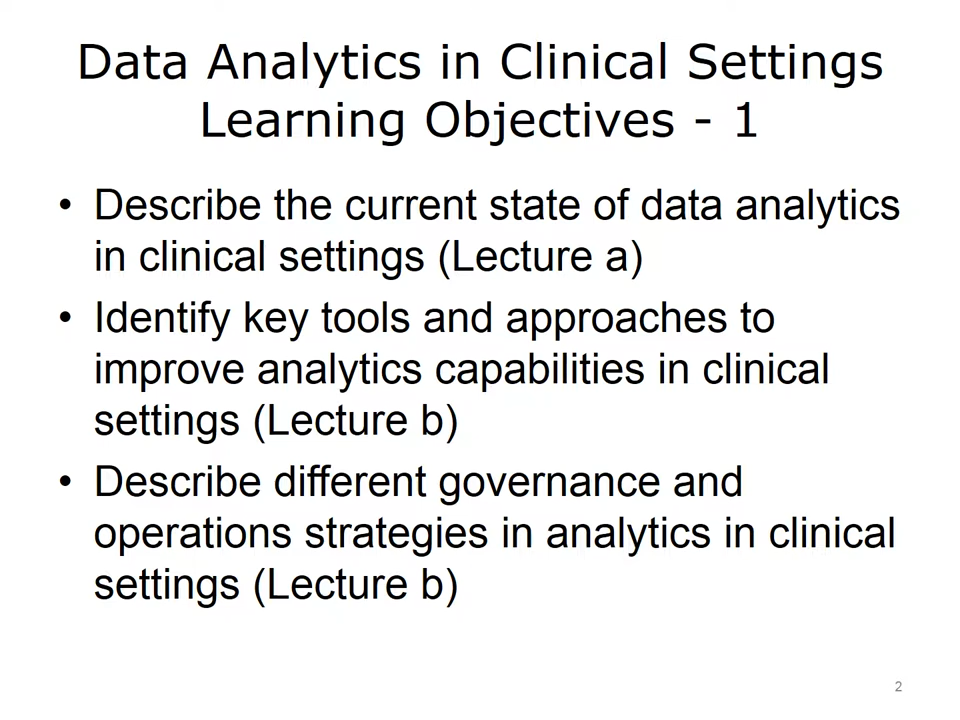 Data Analytics in Clinical Settings
Learning Objectives - 1
• Describe the current state of data analytics
in clinical settings (Lecture a)
• Identify key tools and approaches to
improve analytics capabilities in clinical
settings (Lecture b)
• Describe different governance and
operations strategies in analytics in clinical
settings (Lecture b)
2